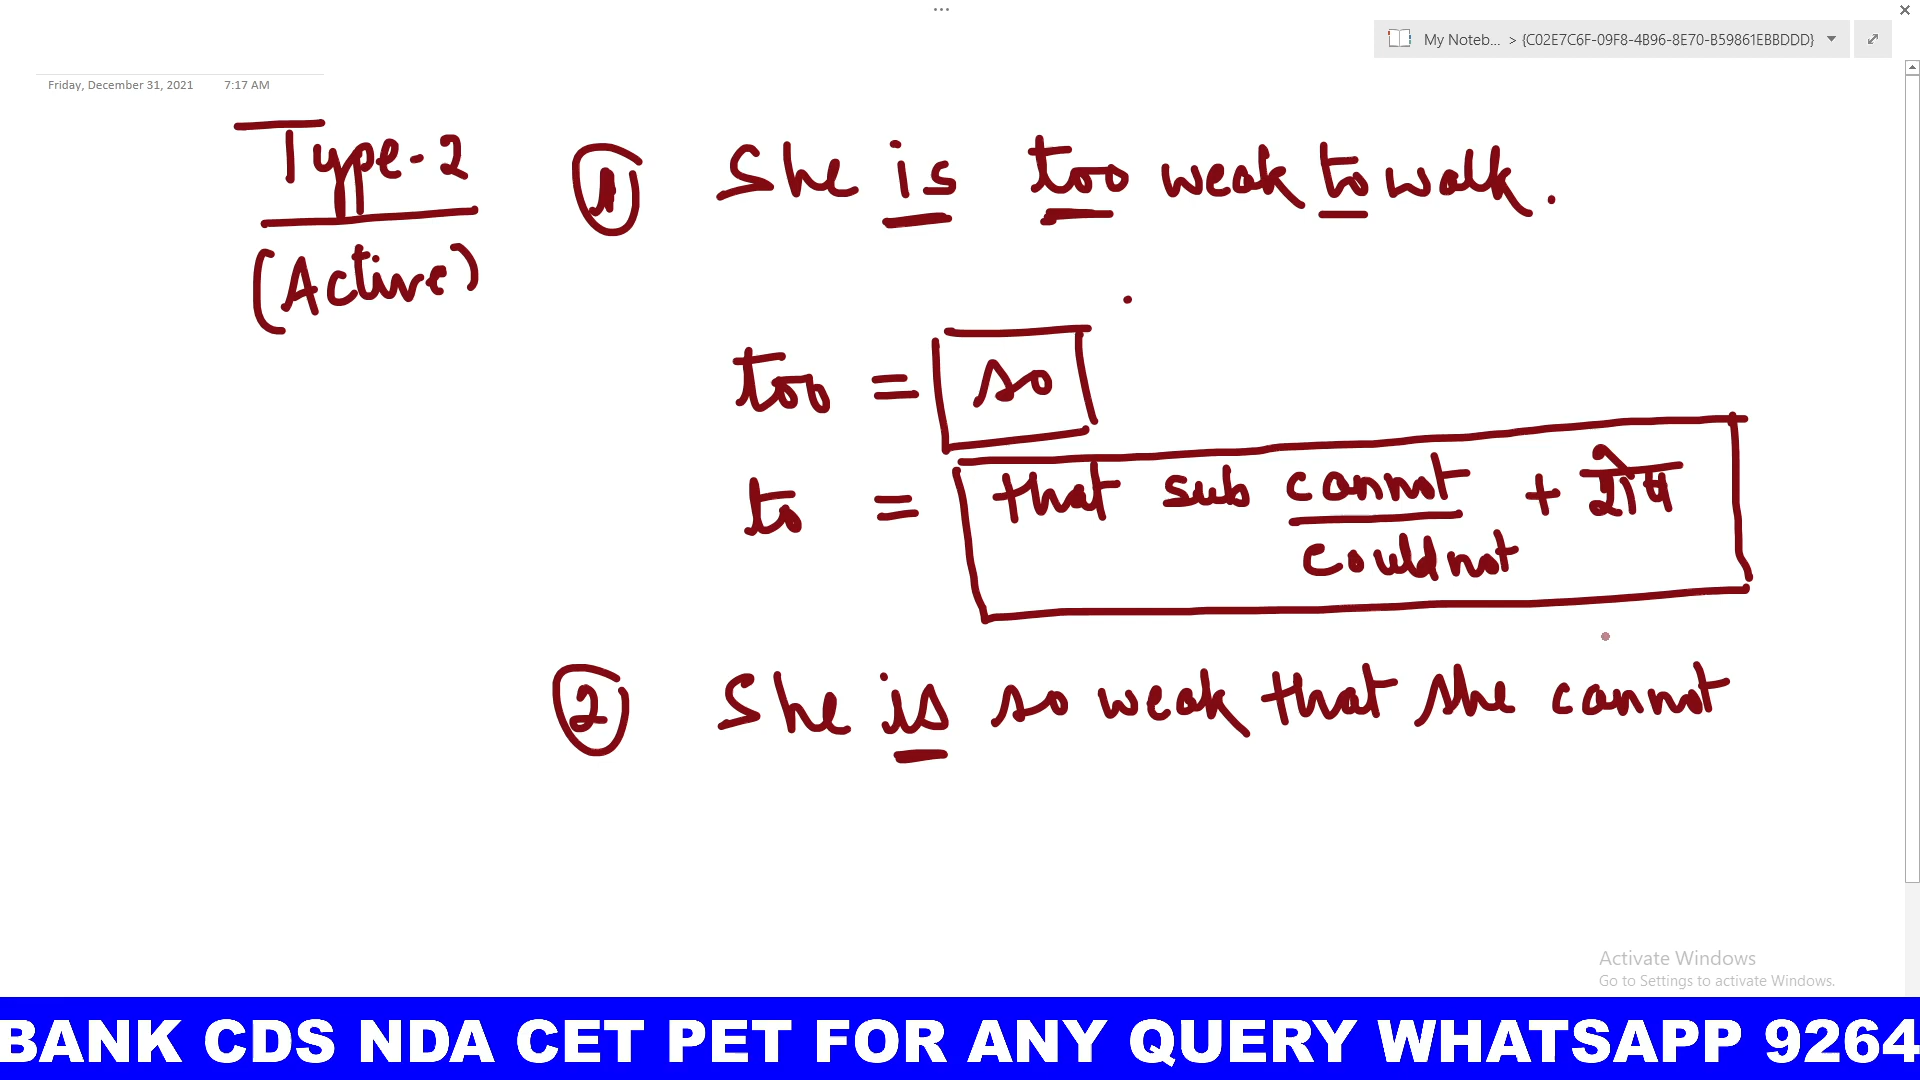 ...
My Noteb... > {C02E7C6F-09F8-4B96-8E70-B59861EBBDDD}
Friday, December 31, 2021 7:17 AM
Type-2
(Active)
1 She is too weak to walk.
too = so
to = that sub cannot + शेष
could not
2 She is so weak that she cannot
Activate Windows
Go to Settings to activate Windows.
BANK CDS NDA CET PET FOR ANY QUERY WHATSAPP 9264